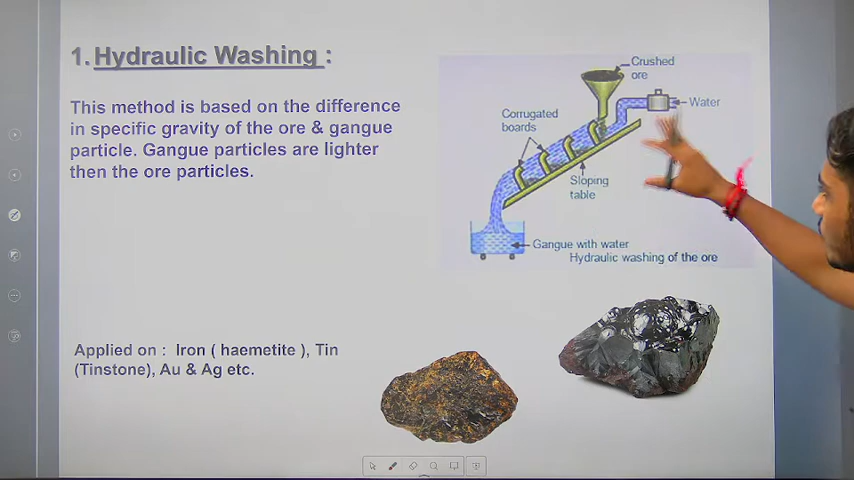 1. Hydraulic Washing :
This method is based on the difference
in specific gravity of the ore & gangue
particle. Gangue particles are lighter
then the ore particles.
Crushed
ore
Water
Corrugated
boards
Sloping
table
Gangue with water
Hydraulic washing of the ore
Applied on : Iron ( haemetite ), Tin
(Tinstone), Au & Ag etc.